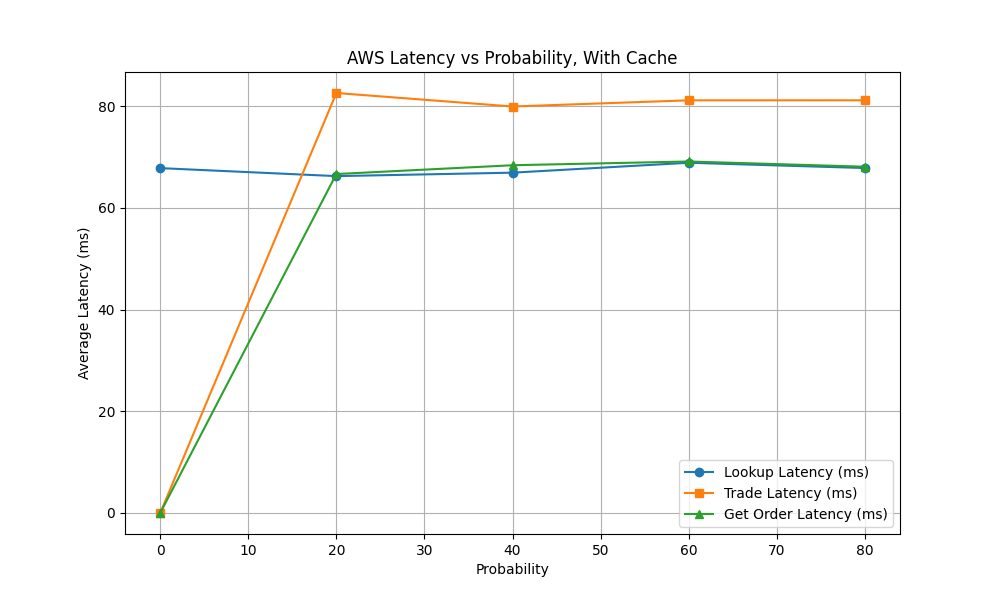 AWS Latency vs Probability, With Cache
Average Latency (ms)
80
60
40
20
0
0 10 20 30 40 50 60 70 80
Probability
Lookup Latency (ms)
Trade Latency (ms)
Get Order Latency (ms)